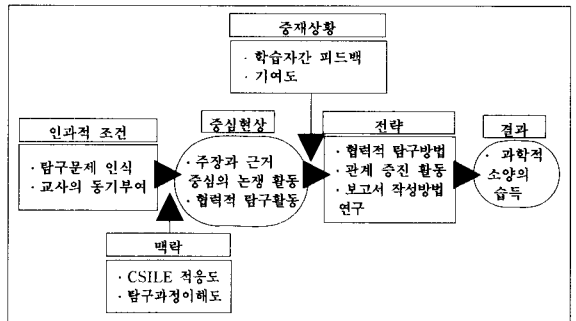 중재상황
· 학습자간 피드백
· 기여도
인과적 조건
· 탐구문제 인식
· 교사의 동기부여
중심현상
· 주장과 근거
중심의 논쟁 활동
· 협력적 탐구활동
전략
· 협력적 탐구방법
· 관계 증진 활동
· 보고서 작성방법
연구
결과
· 과학적
소양의
습득
맥락
· CSILE 적응도
· 탐구과정이해도